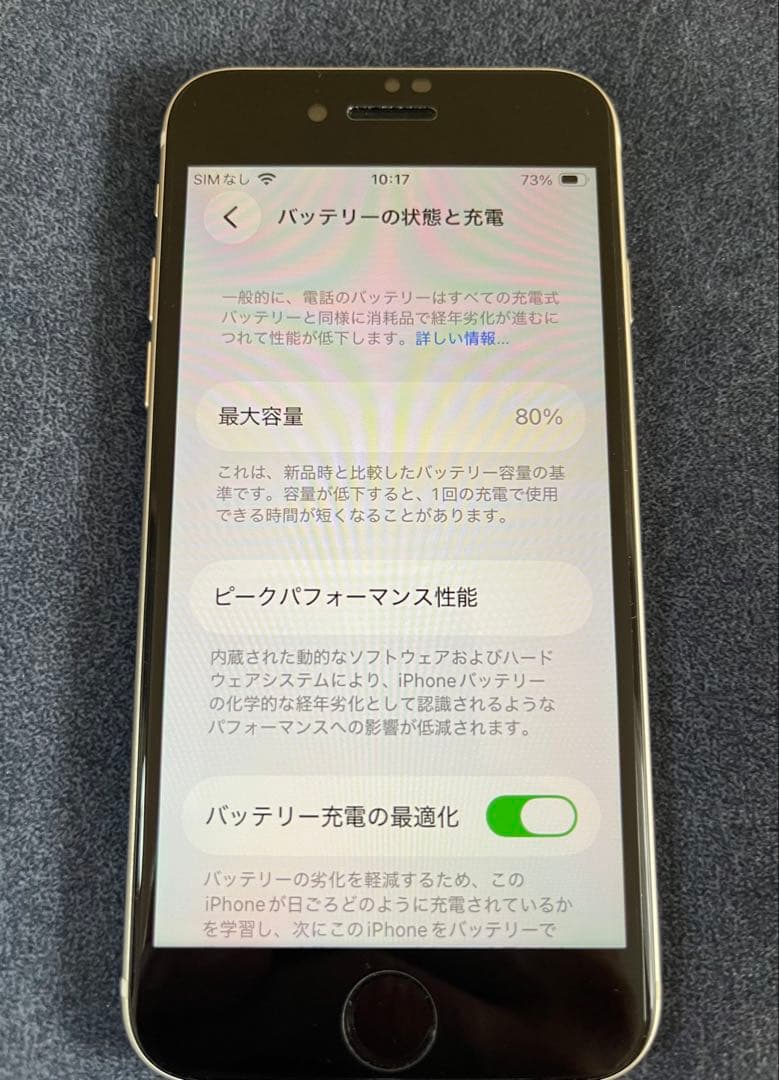 SIMなし 10:17 73%
バッテリーの状態と充電
一般的に、電話のバッテリーはすべての充電式
バッテリーと同様に消耗品で経年劣化が進むに
つれて性能が低下します。詳しい情報...
最大容量 80%
これは、新品時と比較したバッテリー容量の基
準です。容量が低下すると、1回の充電で使用
できる時間が短くなることがあります。
ピークパフォーマンス性能
内蔵された動的なソフトウェアおよびハード
ウェアシステムにより、iPhoneバッテリー
の化学的な経年劣化として認識されるような
パフォーマンスへの影響が低減されます。
バッテリー充電の最適化
バッテリーの劣化を軽減するため、この
iPhoneが日ごろどのように充電されているか
を学習し、次にこのiPhoneをバッテリーで